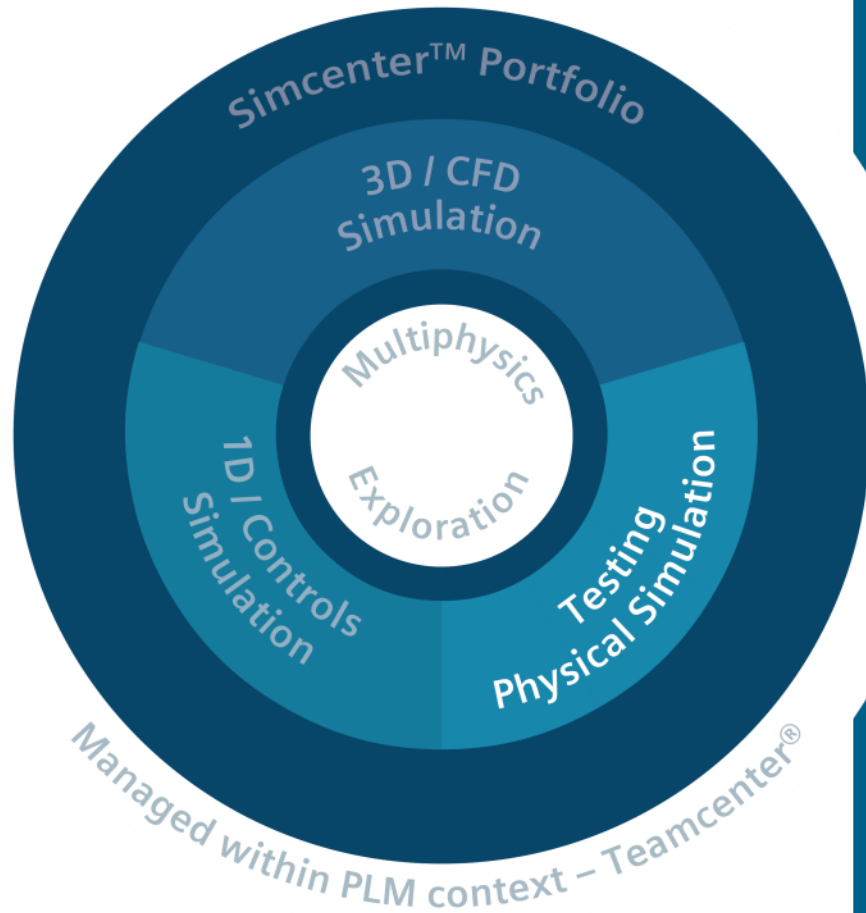 Simcenter™ Portfolio
3D / CFD
Simulation
Multiphysics
Exploration
1D / Controls
Simulation
Testing
Physical Simulation
Managed within PLM context – Teamcenter®